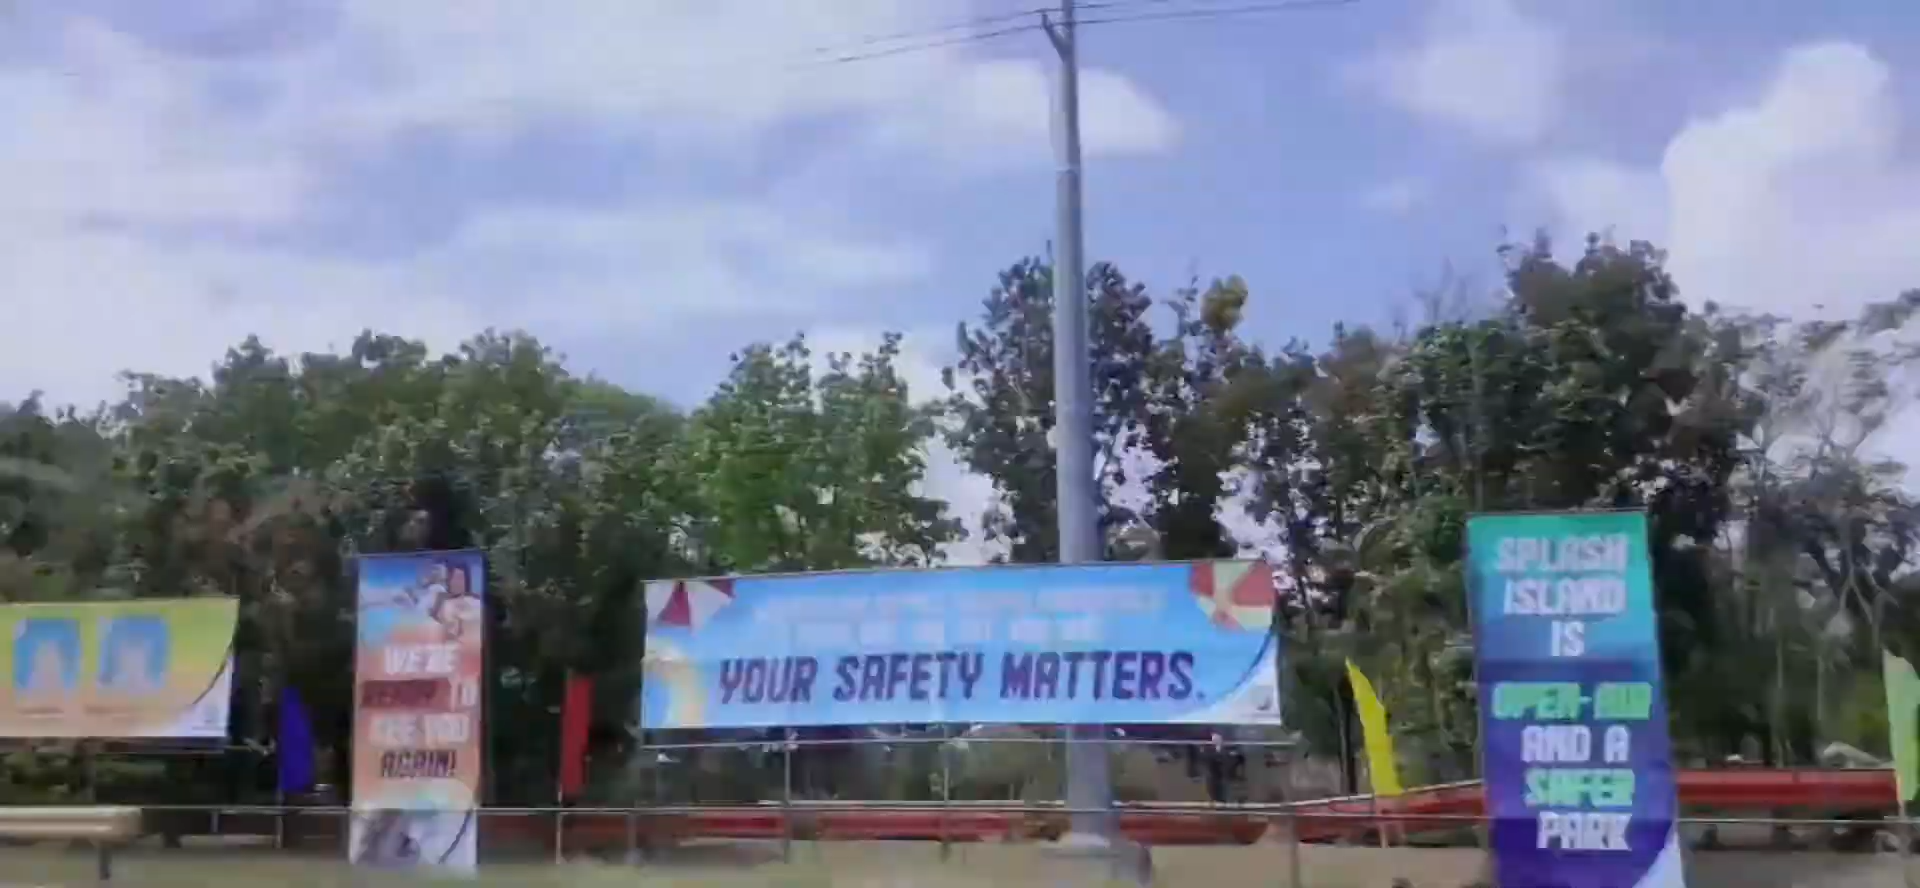 WE'RE
READY TO
SEE YOU
AGAIN!
YOUR SAFETY MATTERS.
SPLASH
ISLAND
IS
OPEN-AIR
AND A
SAFER
PARK